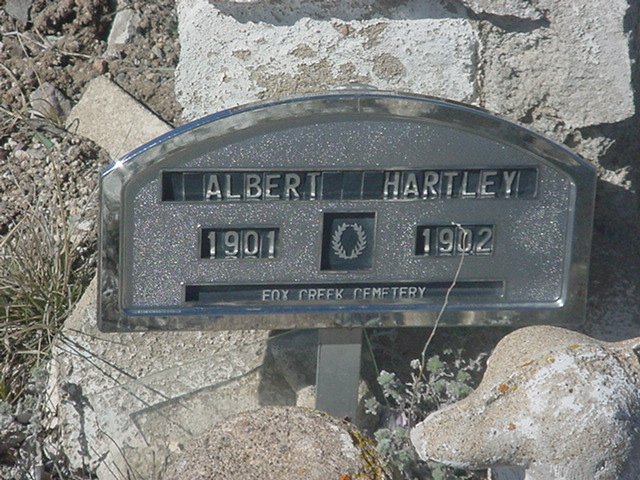 ALBERT HARTLEY
1901 1902
FOX CREEK CEMETERY